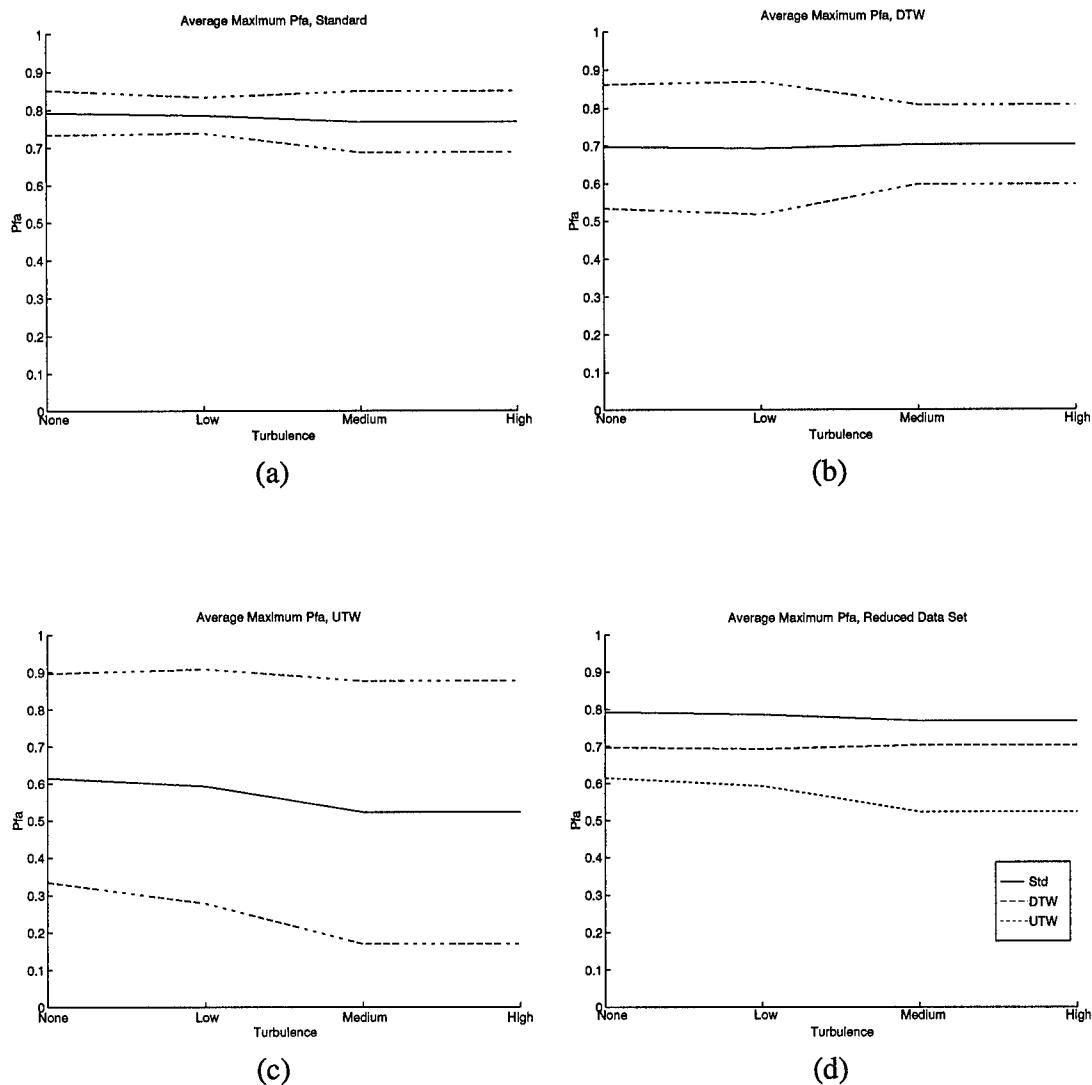 Average Maximum Pfa, Standard
1
0.9
0.8
0.7
0.6
0.5
0.4
0.3
0.2
0.1
0
Pfa
None Low Medium High
Turbulence
(a)
Average Maximum Pfa, DTW
1
0.9
0.8
0.7
0.6
0.5
0.4
0.3
0.2
0.1
0
Pfa
None Low Medium High
Turbulence
(b)
Average Maximum Pfa, UTW
1
0.9
0.8
0.7
0.6
0.5
0.4
0.3
0.2
0.1
0
Pfa
None Low Medium High
Turbulence
(c)
Average Maximum Pfa, Reduced Data Set
1
0.9
0.8
0.7
0.6
0.5
0.4
0.3
0.2
0.1
0
Pfa
None Low Medium High
Turbulence
Std
DTW
UTW
(d)